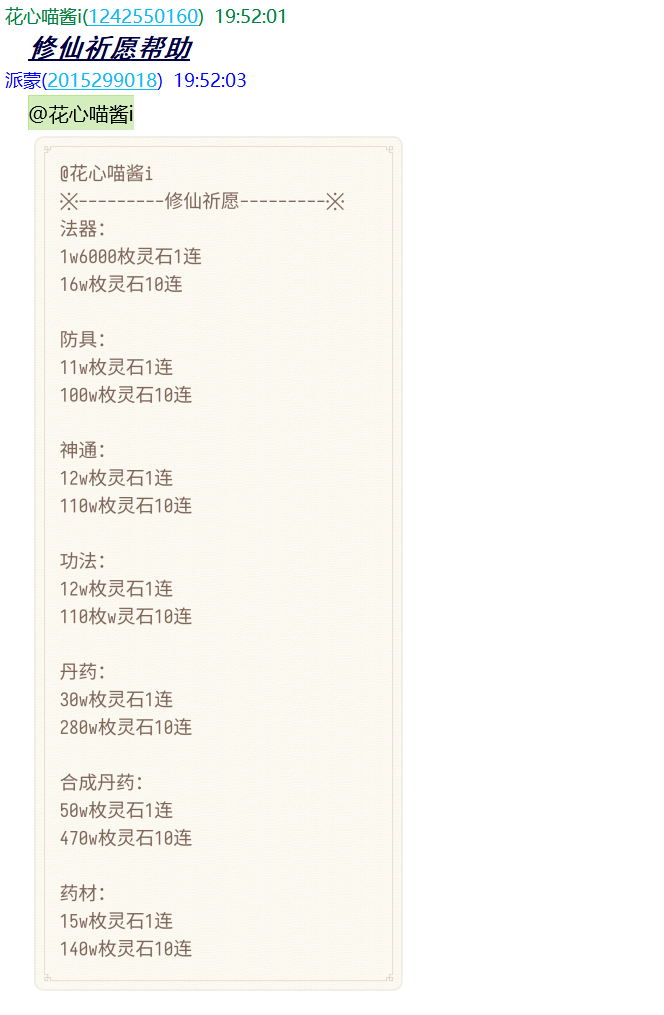 花心喵酱i(1242550160) 19:52:01
修仙祈愿帮助
派蒙(2015299018) 19:52:03
@花心喵酱i
@花心喵酱i
※---------修仙祈愿---------※
法器：
1w6000枚灵石1连
16w枚灵石10连
防具：
11w枚灵石1连
100w枚灵石10连
神通：
12w枚灵石1连
110w枚灵石10连
功法：
12w枚灵石1连
110枚w灵石10连
丹药：
30w枚灵石1连
280w枚灵石10连
合成丹药：
50w枚灵石1连
470w枚灵石10连
药材：
15w枚灵石1连
140w枚灵石10连